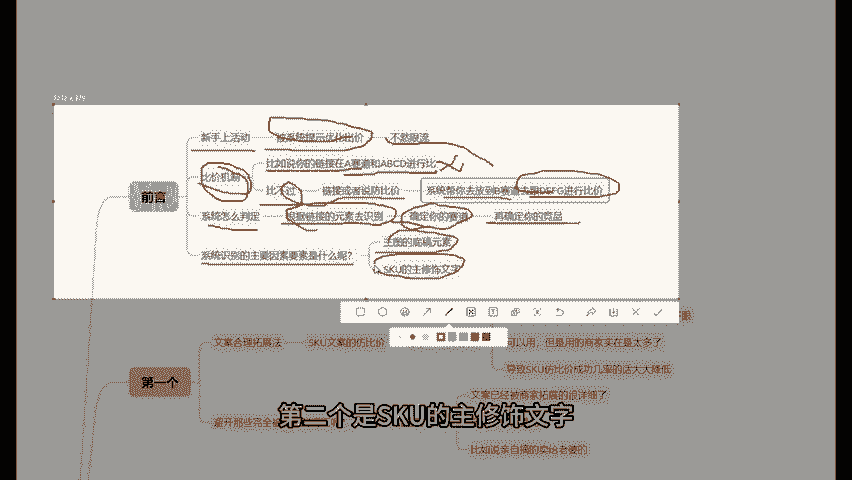 新手上活动 被系统提示优化出价 不然限流
比如说你的链接在A赛道和ABCD进行比
比价机制
比不过 链接或者说防比价 系统帮你去放到B赛道去跟DEFG进行比价
前言
系统怎么判定 根据链接的元素去识别 确定你的赛道 再确定你的竞品
主图的底稿元素
系统识别的主要因素要素是什么呢?
SKU的主修饰文字
文案合理拓展法 SKU文案的仿比价 可以用，但是用的商家实在是太多了
导致SKU仿比价成功几率的话大大降低
第一个
文案已经被商家拓展的很详细了
避开那些完全被
比如说亲自摘的卖给老婆的
第二个是SKU的主修饰文字